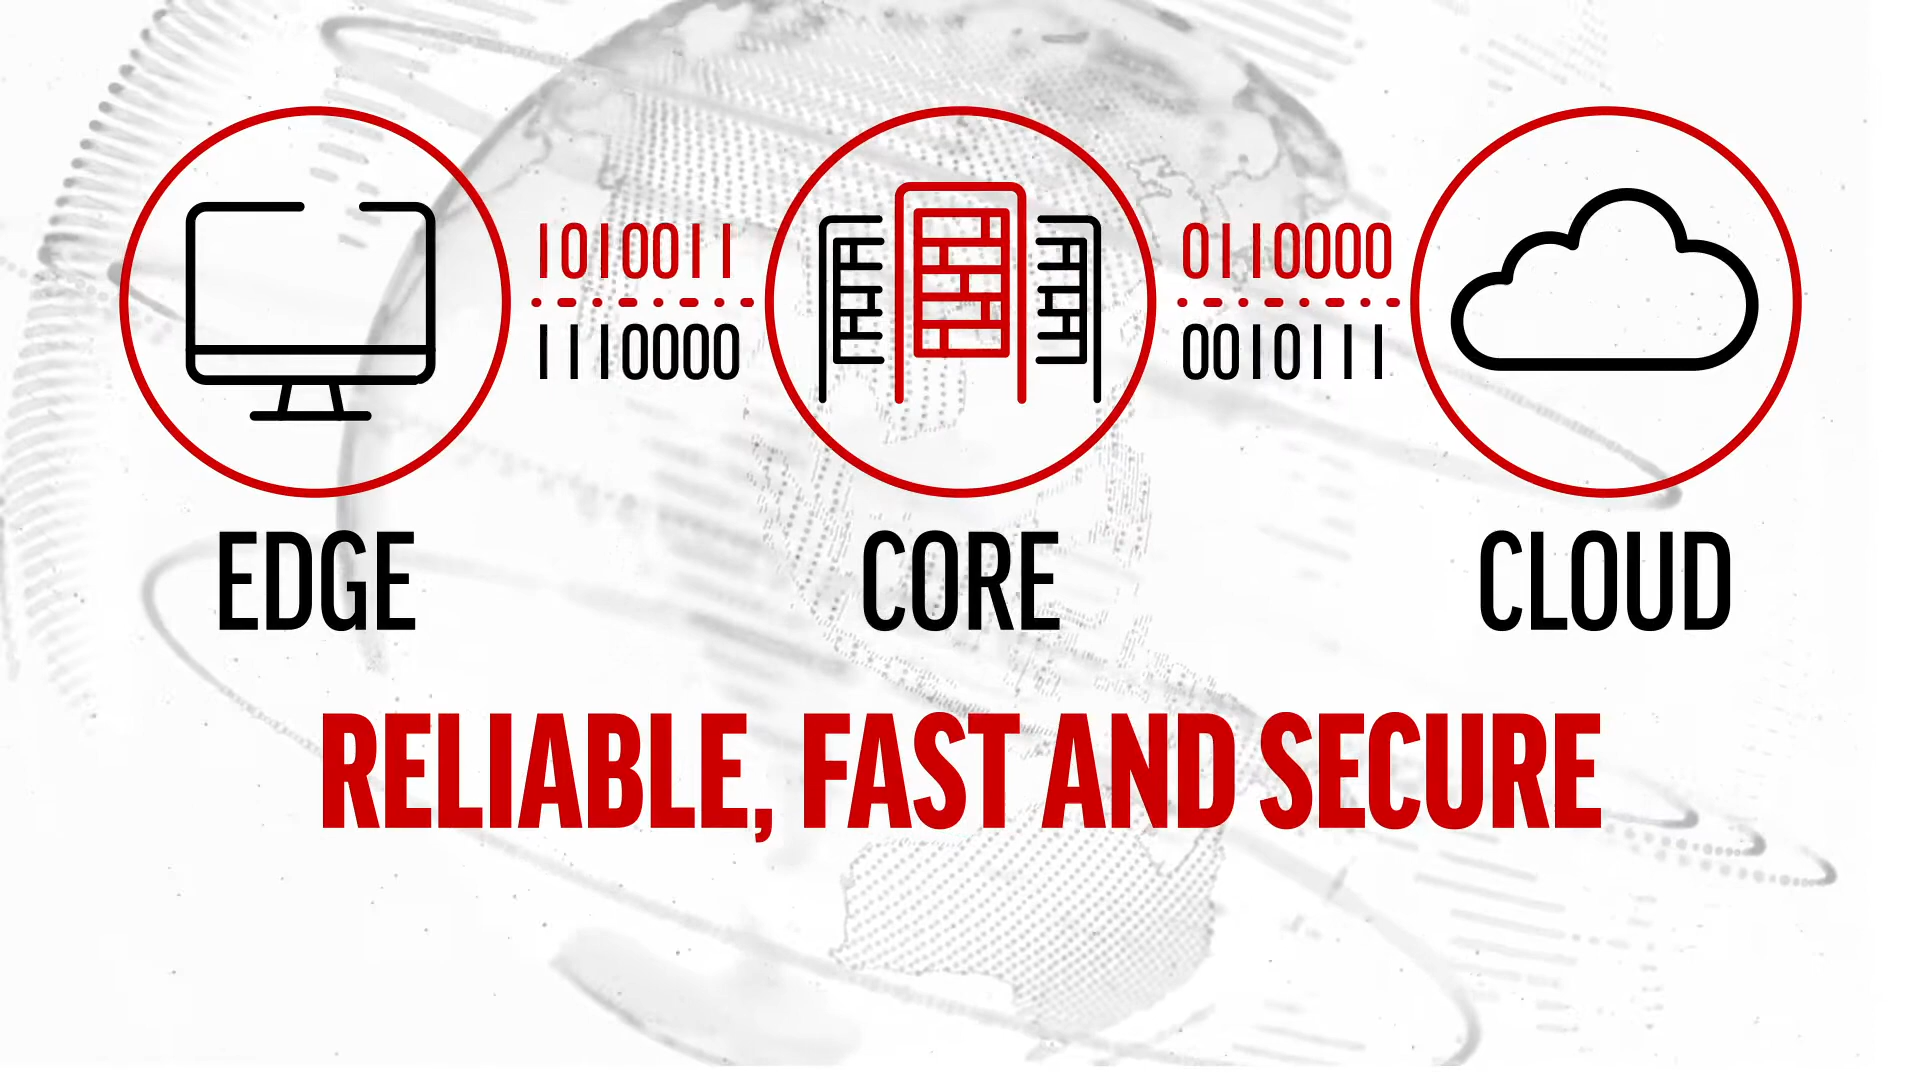 1010011
1110000
0110000
0010111
EDGE
CORE
CLOUD
RELIABLE, FAST AND SECURE